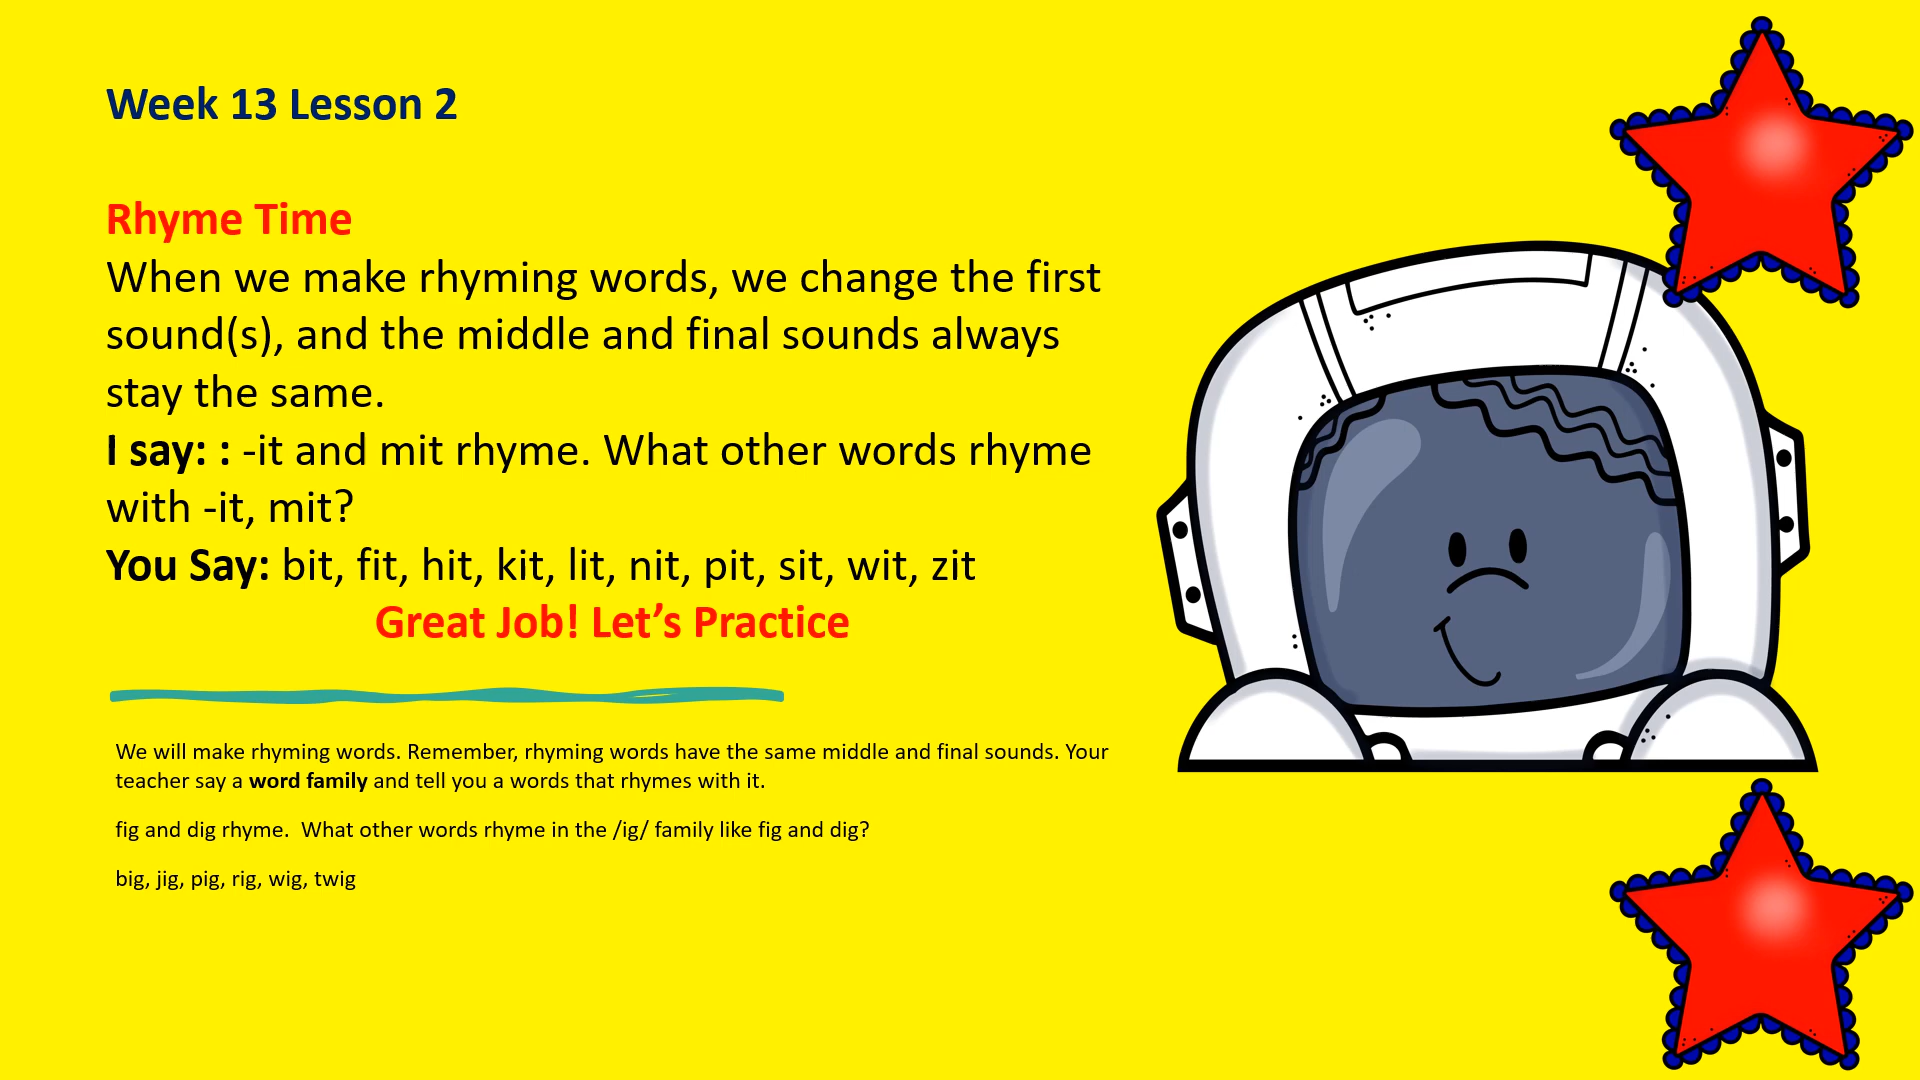 Week 13 Lesson 2
Rhyme Time
When we make rhyming words, we change the first
sound(s), and the middle and final sounds always
stay the same.
I say: : -it and mit rhyme. What other words rhyme
with -it, mit?
You Say: bit, fit, hit, kit, lit, nit, pit, sit, wit, zit
Great Job! Let’s Practice
We will make rhyming words. Remember, rhyming words have the same middle and final sounds. Your
teacher say a word family and tell you a words that rhymes with it.
fig and dig rhyme.  What other words rhyme in the /ig/ family like fig and dig?
big, jig, pig, rig, wig, twig